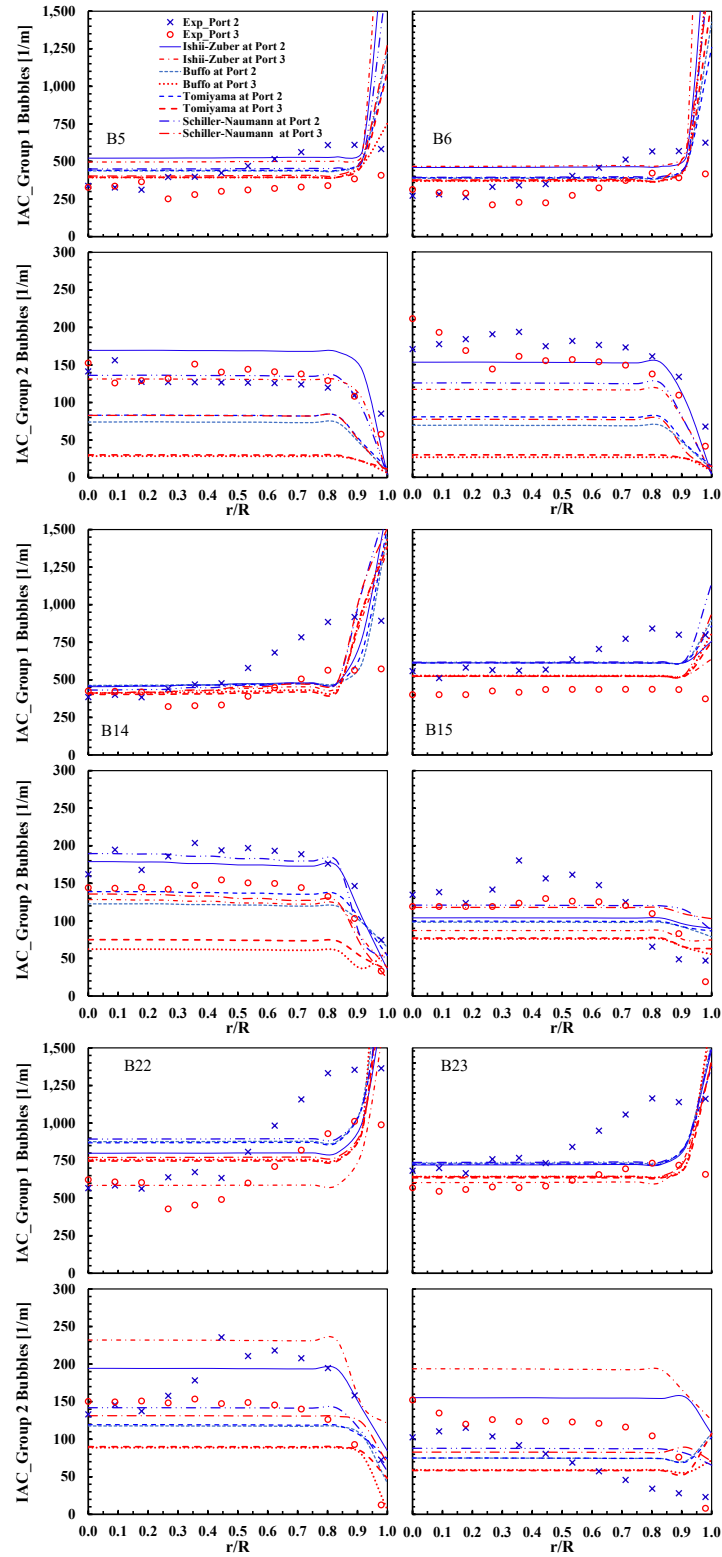 IAC_Group 1 Bubbles [1/m]
1,500
1,250
1,000
750
500
250
0
Exp_Port 2
Exp_Port 3
Ishii-Zuber at Port 2
Ishii-Zuber at Port 3
Buffo at Port 2
Buffo at Port 3
Tomiyama at Port 2
Tomiyama at Port 3
Schiller-Naumann at Port 2
Schiller-Naumann at Port 3
B5
B6
IAC_Group 2 Bubbles [1/m]
300
250
200
150
100
50
0
0.0 0.1 0.2 0.3 0.4 0.5 0.6 0.7 0.8 0.9 1.0
r/R
0.0 0.1 0.2 0.3 0.4 0.5 0.6 0.7 0.8 0.9 1.0
r/R
IAC_Group 1 Bubbles [1/m]
1,500
1,250
1,000
750
500
250
0
B14
B15
IAC_Group 2 Bubbles [1/m]
300
250
200
150
100
50
0
0.0 0.1 0.2 0.3 0.4 0.5 0.6 0.7 0.8 0.9 1.0
r/R
0.0 0.1 0.2 0.3 0.4 0.5 0.6 0.7 0.8 0.9 1.0
r/R
IAC_Group 1 Bubbles [1/m]
1,500
1,250
1,000
750
500
250
0
B22
B23
IAC_Group 2 Bubbles [1/m]
300
250
200
150
100
50
0
0.0 0.1 0.2 0.3 0.4 0.5 0.6 0.7 0.8 0.9 1.0
r/R
0.0 0.1 0.2 0.3 0.4 0.5 0.6 0.7 0.8 0.9 1.0
r/R